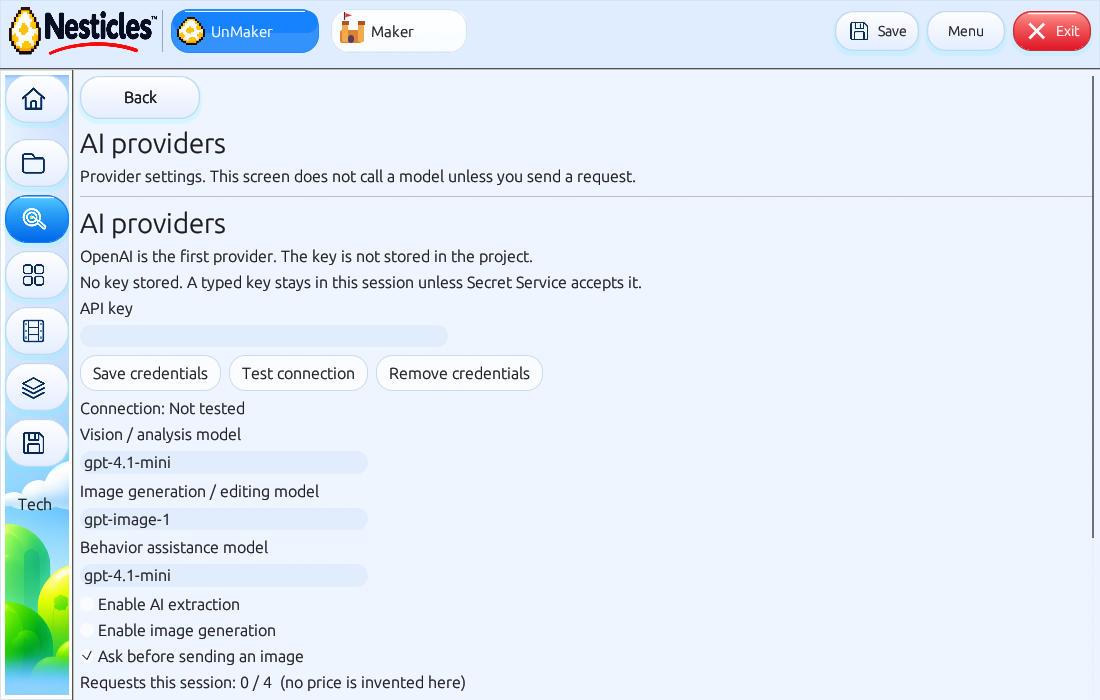 Nesticles™
UnMaker
Maker
Save
Menu
Exit
Back
AI providers
Provider settings. This screen does not call a model unless you send a request.
AI providers
OpenAI is the first provider. The key is not stored in the project.
No key stored. A typed key stays in this session unless Secret Service accepts it.
API key
Save credentials
Test connection
Remove credentials
Connection: Not tested
Vision / analysis model
gpt-4.1-mini
Image generation / editing model
gpt-image-1
Behavior assistance model
gpt-4.1-mini
Enable AI extraction
Enable image generation
Ask before sending an image
Requests this session: 0 / 4 (no price is invented here)
Tech